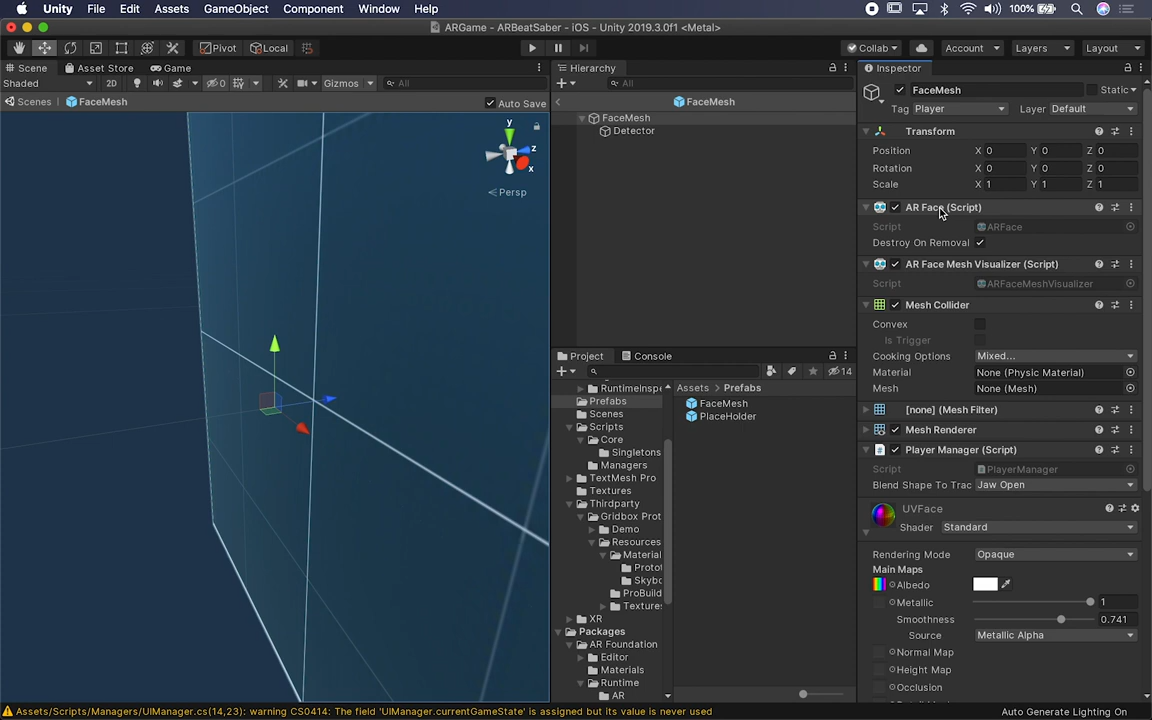 Unity File Edit Assets GameObject Component Window Help 100%
ARGame - ARBeatSaber - iOS - Unity 2019.3.0f1 <Metal>
Pivot Local Collab Account Layers Layout
Scene Asset Store Game
Shaded 2D 0 Gizmos All
Scenes FaceMesh Auto Save
y
z
x
Persp
Hierarchy
All
FaceMesh
FaceMesh
Detector
Project Console
14
RuntimeInspe
Prefabs
Scenes
Scripts
Core
Singletons
Managers
TextMesh Pro
Textures
Thirdparty
Gridbox Prot
Demo
Resources
Material
Protot
Skybo
ProBuild
Texture
XR
Packages
AR Foundation
Editor
Materials
Runtime
AR
Assets > Prefabs
FaceMesh
PlaceHolder
Inspector
FaceMesh Static
Tag Player Layer Default
Transform
Position X 0 Y 0 Z 0
Rotation X 0 Y 0 Z 0
Scale X 1 Y 1 Z 1
AR Face (Script)
Script ARFace
Destroy On Removal
AR Face Mesh Visualizer (Script)
Script ARFaceMeshVisualizer
Mesh Collider
Convex
Is Trigger
Cooking Options Mixed...
Material None (Physic Material)
Mesh None (Mesh)
[none] (Mesh Filter)
Mesh Renderer
Player Manager (Script)
Script PlayerManager
Blend Shape To Trac Jaw Open
UVFace
Shader Standard
Rendering Mode Opaque
Main Maps
Albedo
Metallic 1
Smoothness 0.741
Source Metallic Alpha
Normal Map
Height Map
Occlusion
Assets/Scripts/Managers/UIManager.cs(14,23): warning CS0414: The field 'UIManager.currentGameState' is assigned but its value is never used
Auto Generate Lighting On